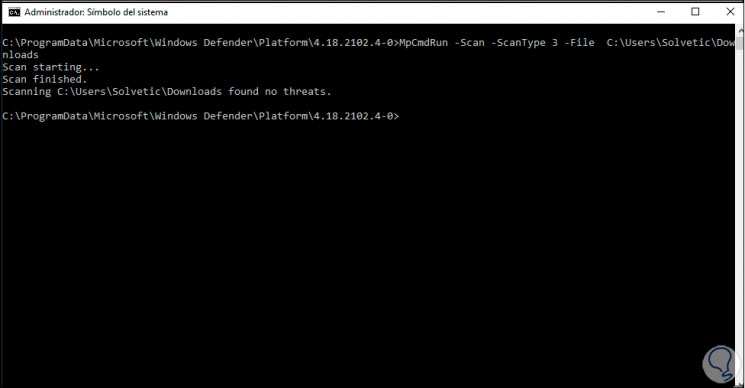 Administrador: Símbolo del sistema
C:\ProgramData\Microsoft\Windows Defender\Platform\4.18.2102.4-0>MpCmdRun -Scan -ScanType 3 -File  C:\Users\Solvetic\Dow
nloads
Scan starting...
Scan finished.
Scanning C:\Users\Solvetic\Downloads found no threats.
C:\ProgramData\Microsoft\Windows Defender\Platform\4.18.2102.4-0>